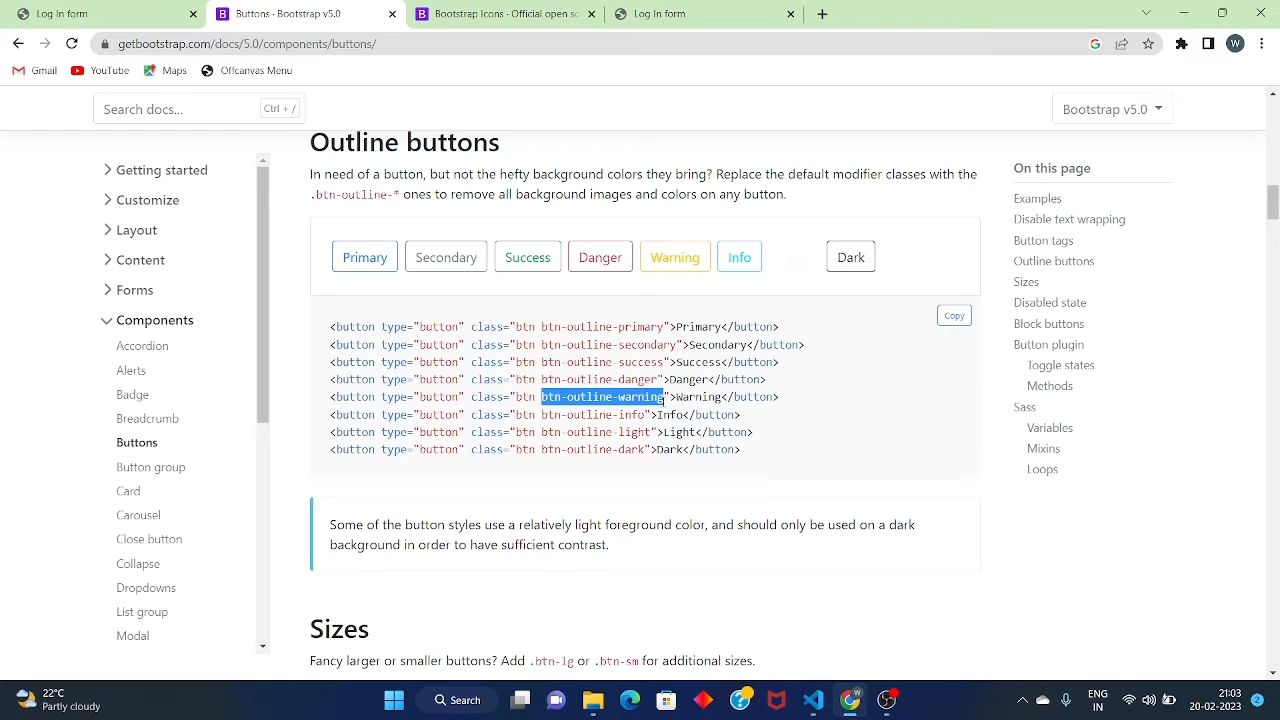 Log In form
Buttons · Bootstrap v5.0
Bootstrap Icons · Official open so
Log In form
getbootstrap.com/docs/5.0/components/buttons/
W
Gmail
YouTube
Maps
Offcanvas Menu
Search docs...
Ctrl + /
Bootstrap v5.0
Getting started
Customize
Layout
Content
Forms
Components
Accordion
Alerts
Badge
Breadcrumb
Buttons
Button group
Card
Carousel
Close button
Collapse
Dropdowns
List group
Modal
Outline buttons
In need of a button, but not the hefty background colors they bring? Replace the default modifier classes with the
.btn-outline-* ones to remove all background images and colors on any button.
Primary
Secondary
Success
Danger
Warning
Info
Dark
Copy
<button type="button" class="btn btn-outline-primary">Primary</button>
<button type="button" class="btn btn-outline-secondary">Secondary</button>
<button type="button" class="btn btn-outline-success">Success</button>
<button type="button" class="btn btn-outline-danger">Danger</button>
<button type="button" class="btn btn-outline-warning">Warning</button>
<button type="button" class="btn btn-outline-info">Info</button>
<button type="button" class="btn btn-outline-light">Light</button>
<button type="button" class="btn btn-outline-dark">Dark</button>
Some of the button styles use a relatively light foreground color, and should only be used on a dark
background in order to have sufficient contrast.
Sizes
Fancy larger or smaller buttons? Add .btn-lg or .btn-sm for additional sizes.
On this page
Examples
Disable text wrapping
Button tags
Outline buttons
Sizes
Disabled state
Block buttons
Button plugin
Toggle states
Methods
Sass
Variables
Mixins
Loops
22°C
Partly cloudy
Search
ENG
IN
21:03
20-02-2023
2